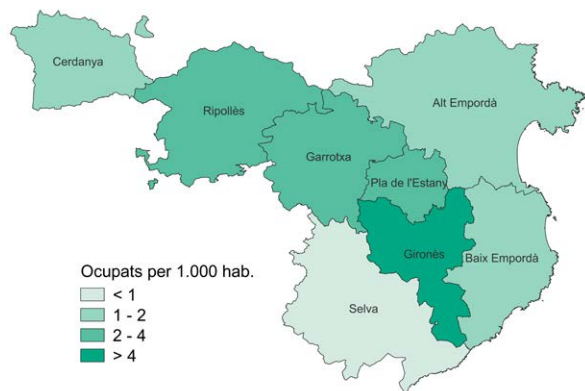 Cerdanya
Ripollès
Alt Empordà
Garrotxa
Pla de l'Estany
Gironès
Baix Empordà
Selva
Ocupats per 1.000 hab.
< 1
1 - 2
2 - 4
> 4